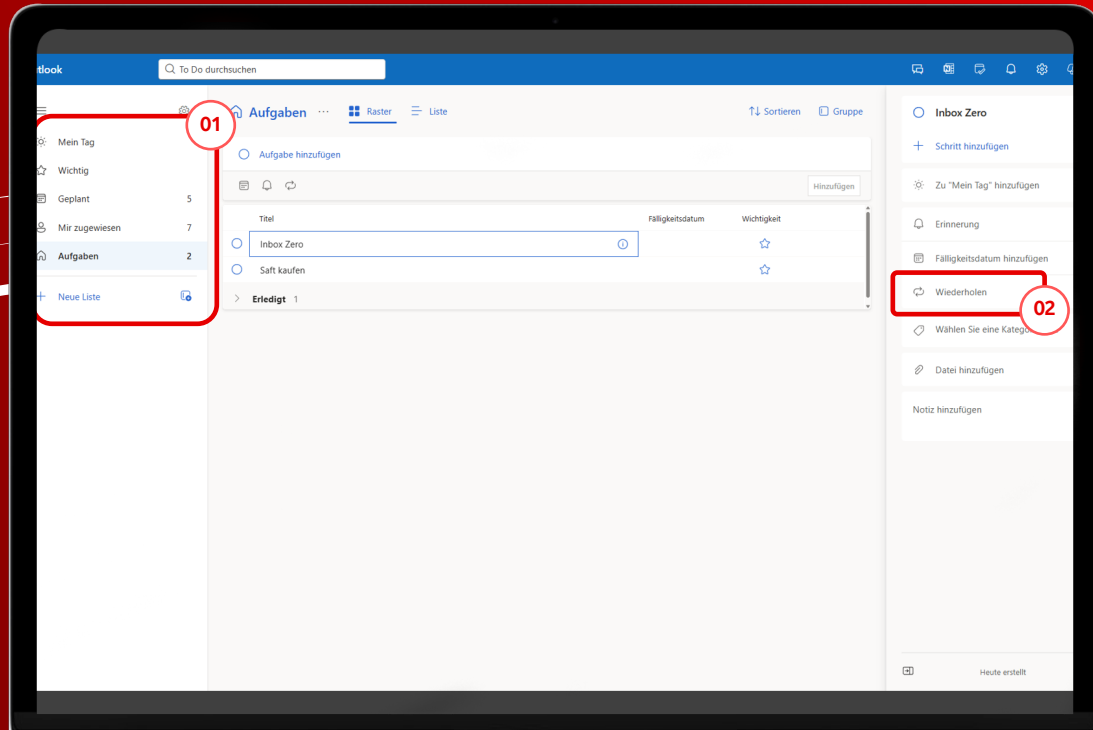 tlook
To Do durchsuchen
01
Mein Tag
Wichtig
Geplant 5
Mir zugewiesen 7
Aufgaben 2
Neue Liste
Aufgaben ... Raster Liste Sortieren Gruppe
Aufgabe hinzufügen
Hinzufügen
Titel Fälligkeitsdatum Wichtigkeit
Inbox Zero
Saft kaufen
Erledigt 1
Inbox Zero
Schritt hinzufügen
Zu "Mein Tag" hinzufügen
Erinnerung
Fälligkeitsdatum hinzufügen
Wiederholen
02
Wählen Sie eine Katego
Datei hinzufügen
Notiz hinzufügen
Heute erstellt